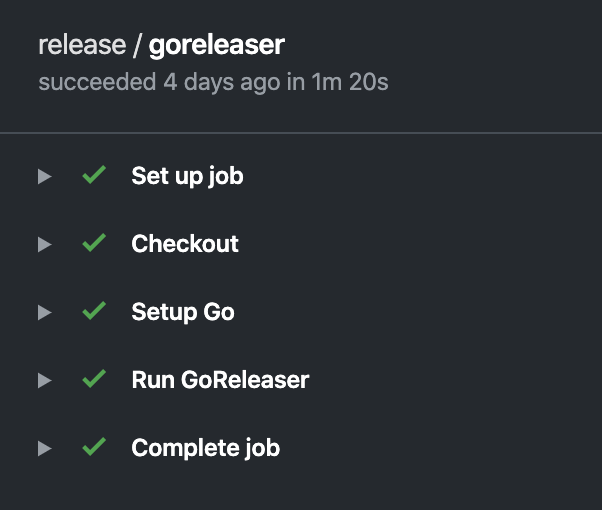 release / goreleaser
succeeded 4 days ago in 1m 20s
Set up job
Checkout
Setup Go
Run GoReleaser
Complete job